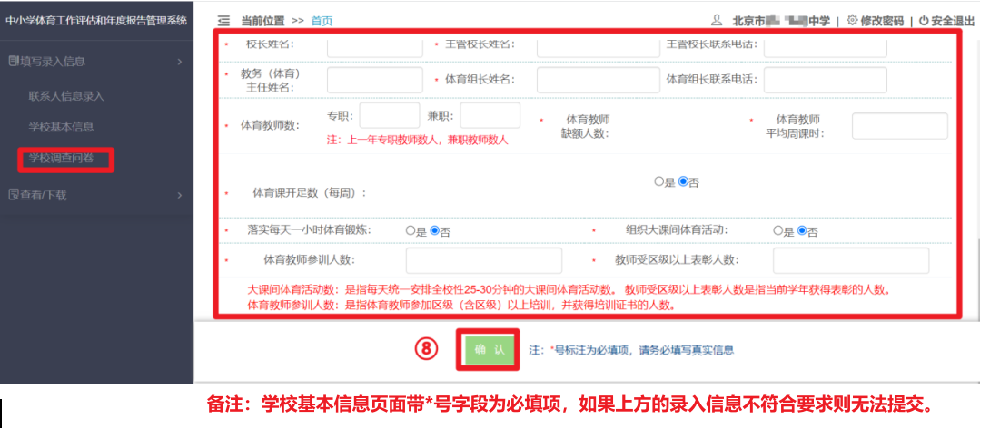 中小学体育工作评估和年度报告管理系统
当前位置 >> 首页
北京市 中学 | 修改密码 | 安全退出
填写录入信息
联系人信息录入
学校基本信息
学校调查问卷
查看/下载
* 校长姓名: * 主管校长姓名: 主管校长联系电话:
* 教务（体育）主任姓名: * 体育组长姓名: 体育组长联系电话:
* 体育教师数: 专职: 兼职: * 体育教师缺额人数: * 体育教师平均周课时:
注：上一年专职教师数人，兼职教师数人
* 体育课开足数（每周）: 是 否
* 落实每天一小时体育锻炼: 是 否 * 组织大课间体育活动: 是 否
* 体育教师参训人数: * 教师受区级以上表彰人数:
大课间体育活动数：是指每天统一安排全校性25-30分钟的大课间体育活动数。教师受区级以上表彰人数是指当前学年获得表彰的人数。
体育教师参训人数：是指体育教师参加区级（含区级）以上培训，并获得培训证书的人数。
⑧ 确 认 注：*号标注为必填项，请务必填写真实信息
备注：学校基本信息页面带*号字段为必填项，如果上方的录入信息不符合要求则无法提交。